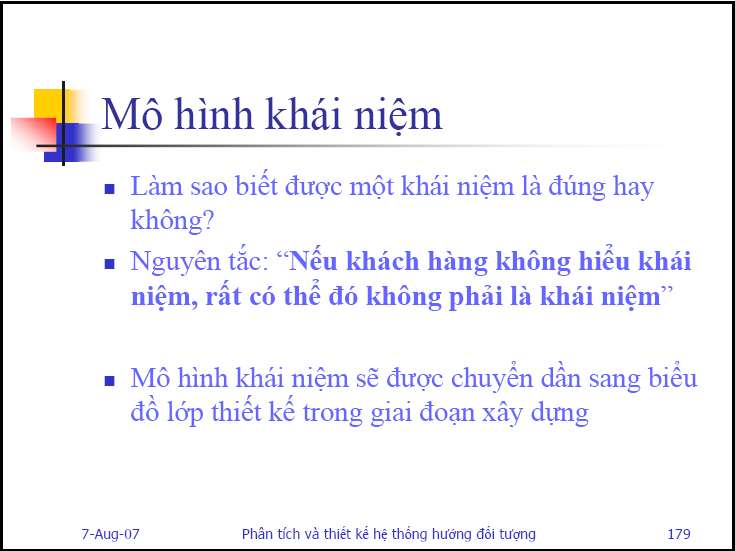 Mô hình khái niệm
Làm sao biết được một khái niệm là đúng hay
không?
Nguyên tắc: “Nếu khách hàng không hiểu khái
niệm, rất có thể đó không phải là khái niệm”
Mô hình khái niệm sẽ được chuyển dần sang biểu
đồ lớp thiết kế trong giai đoạn xây dựng
7-Aug-07 Phân tích và thiết kế hệ thống hướng đối tượng 179